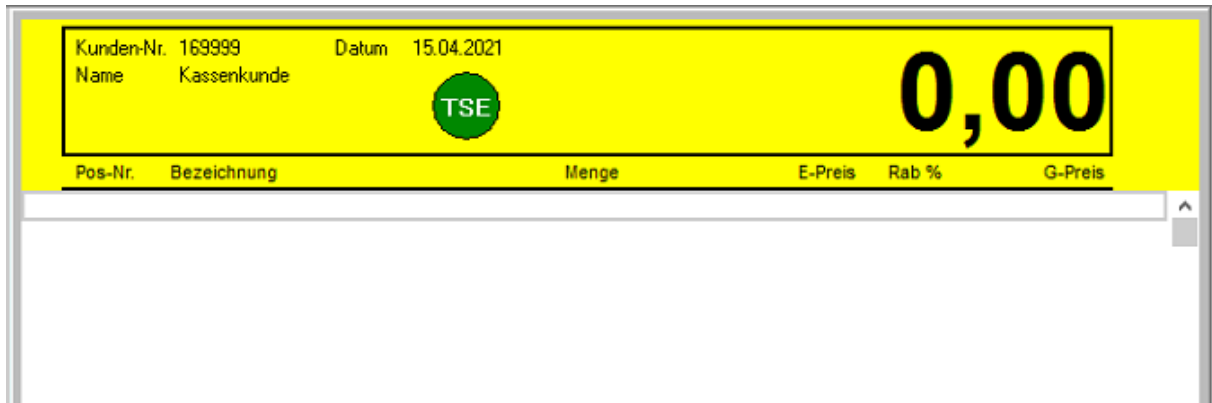 Kunden-Nr. 169999 Datum 15.04.2021
Name Kassenkunde
TSE
0,00
Pos-Nr. Bezeichnung Menge E-Preis Rab % G-Preis